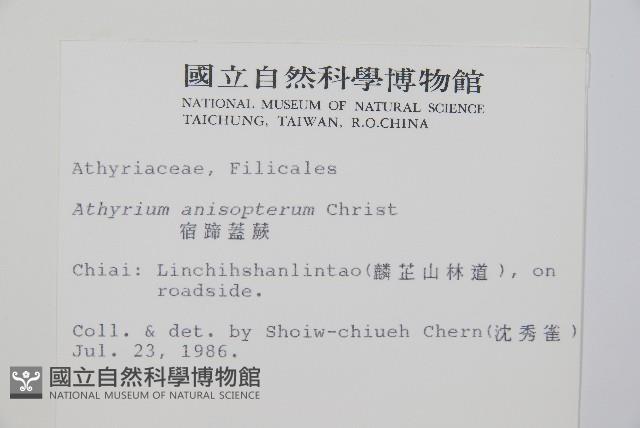 國立自然科學博物館
NATIONAL MUSEUM OF NATURAL SCIENCE
TAICHUNG, TAIWAN, R.O.CHINA
Athyriaceae, Filicales
Athyrium anisopterum Christ
宿蹄蓋蕨
Chiai: Linchihshanlintao(麟芷山林道), on
roadside.
Coll. & det. by Shoiw-chiueh Chern(沈秀雀)
Jul. 23, 1986.
國立自然科學博物館
NATIONAL MUSEUM OF NATURAL SCIENCE